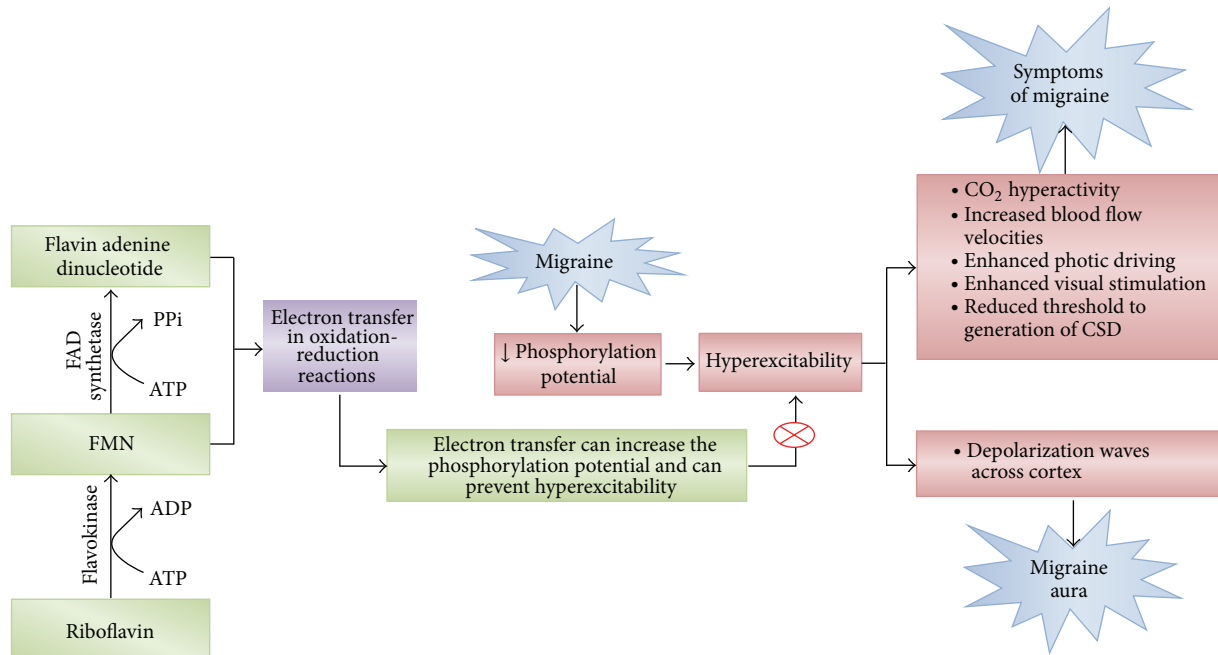 Symptoms
of migraine
• CO₂ hyperactivity
• Increased blood flow
velocities
• Enhanced photic driving
• Enhanced visual stimulation
• Reduced threshold to
generation of CSD
Flavin adenine
dinucleotide
Migraine
PPi
FAD
synthetase
ATP
Electron transfer
in oxidation-
reduction
reactions
↓ Phosphorylation
potential
Hyperexcitability
FMN
Electron transfer can increase the
phosphorylation potential and can
prevent hyperexcitability
• Depolarization waves
across cortex
ADP
Flavokinase
ATP
Migraine
aura
Riboflavin